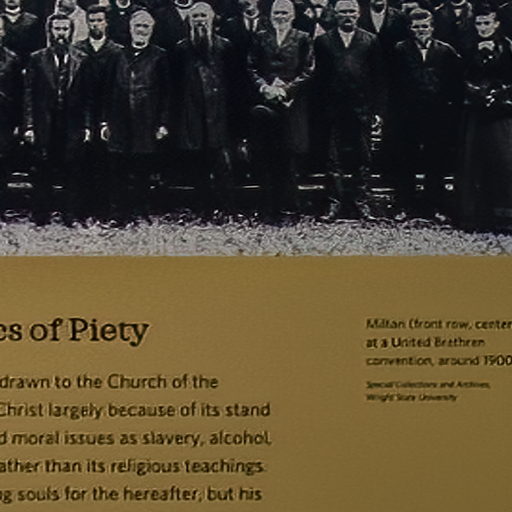 cs of Piety
drawn to the Church of the
Christ largely because of its stand
d moral issues as slavery, alcohol,
ather than its religious teachings.
ng souls for the hereafter, but his
Milton (front row, center
at a United Brethren
convention, around 1900
Special Collections and Archives,
Wright State University